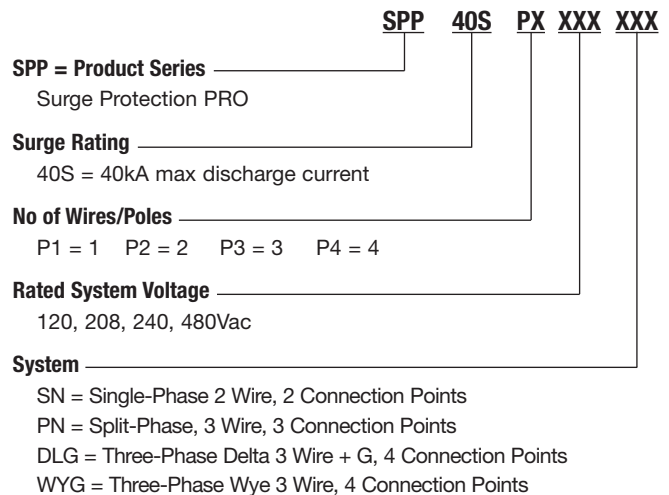 SPP 40S PX XXX XXX
SPP = Product Series
Surge Protection PRO
Surge Rating
40S = 40kA max discharge current
No of Wires/Poles
P1 = 1 P2 = 2 P3 = 3 P4 = 4
Rated System Voltage
120, 208, 240, 480Vac
System
SN = Single-Phase 2 Wire, 2 Connection Points
PN = Split-Phase, 3 Wire, 3 Connection Points
DLG = Three-Phase Delta 3 Wire + G, 4 Connection Points
WYG = Three-Phase Wye 3 Wire, 4 Connection Points